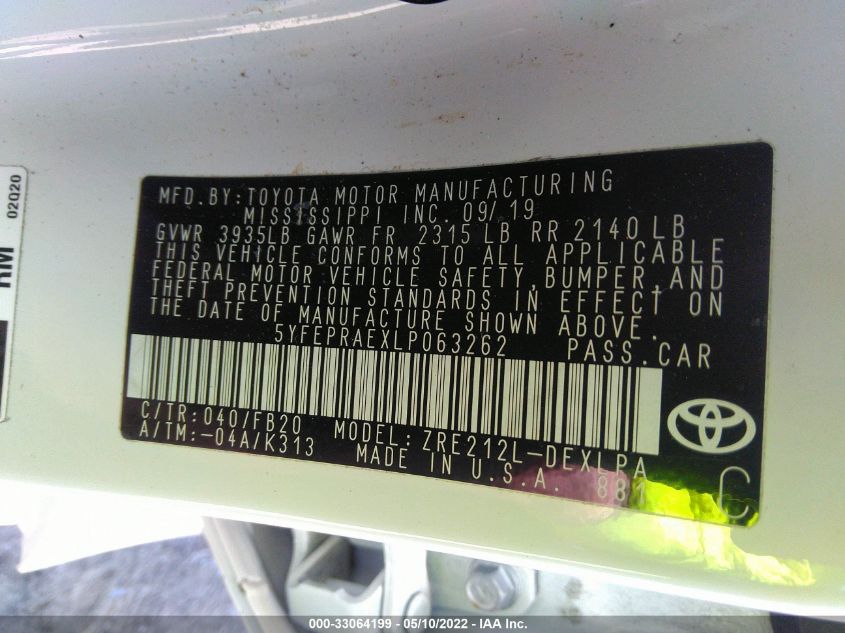 MFD. BY: TOYOTA MOTOR MANUFACTURING
MISSISSIPPI INC. 09/19
GVWR 3935LB GAWR FR 2315 LB RR 2140 LB
THIS VEHICLE CONFORMS TO ALL APPLICABLE
FEDERAL MOTOR VEHICLE SAFETY, BUMPER, AND
THEFT PREVENTION STANDARDS IN EFFECT ON
THE DATE OF MANUFACTURE SHOWN ABOVE.
5YFEPRAEXLP063262 PASS. CAR
C/TR: 040/FB20 MODEL: ZRE212L-DEXLPA
A/TM: -04A/K313 MADE IN U.S.A. 881
C
02020
RM
000-33064199 - 05/10/2022 - IAA Inc.